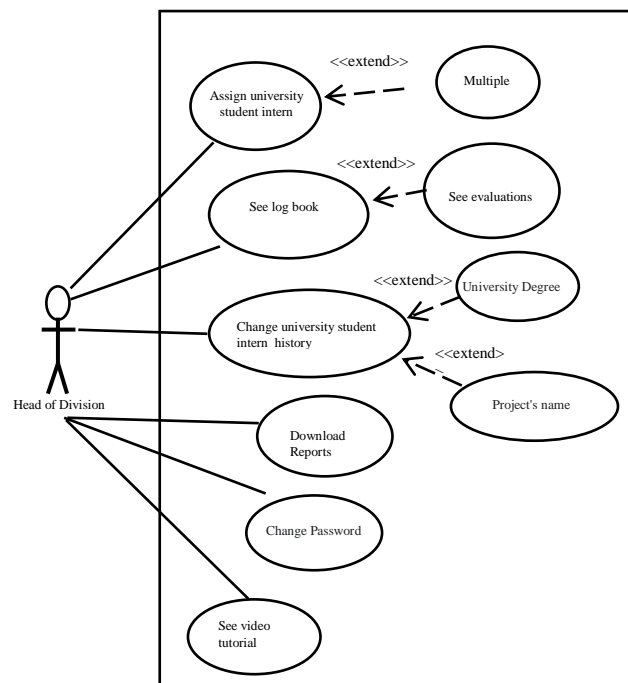 <<extend>>
Multiple
Assign university
student intern
<<extend>>
See log book
See evaluations
<<extend>>
University Degree
Change university student
intern history
<<extend>
>
Project's name
Head of Division
Download
Reports
Change Password
See video
tutorial